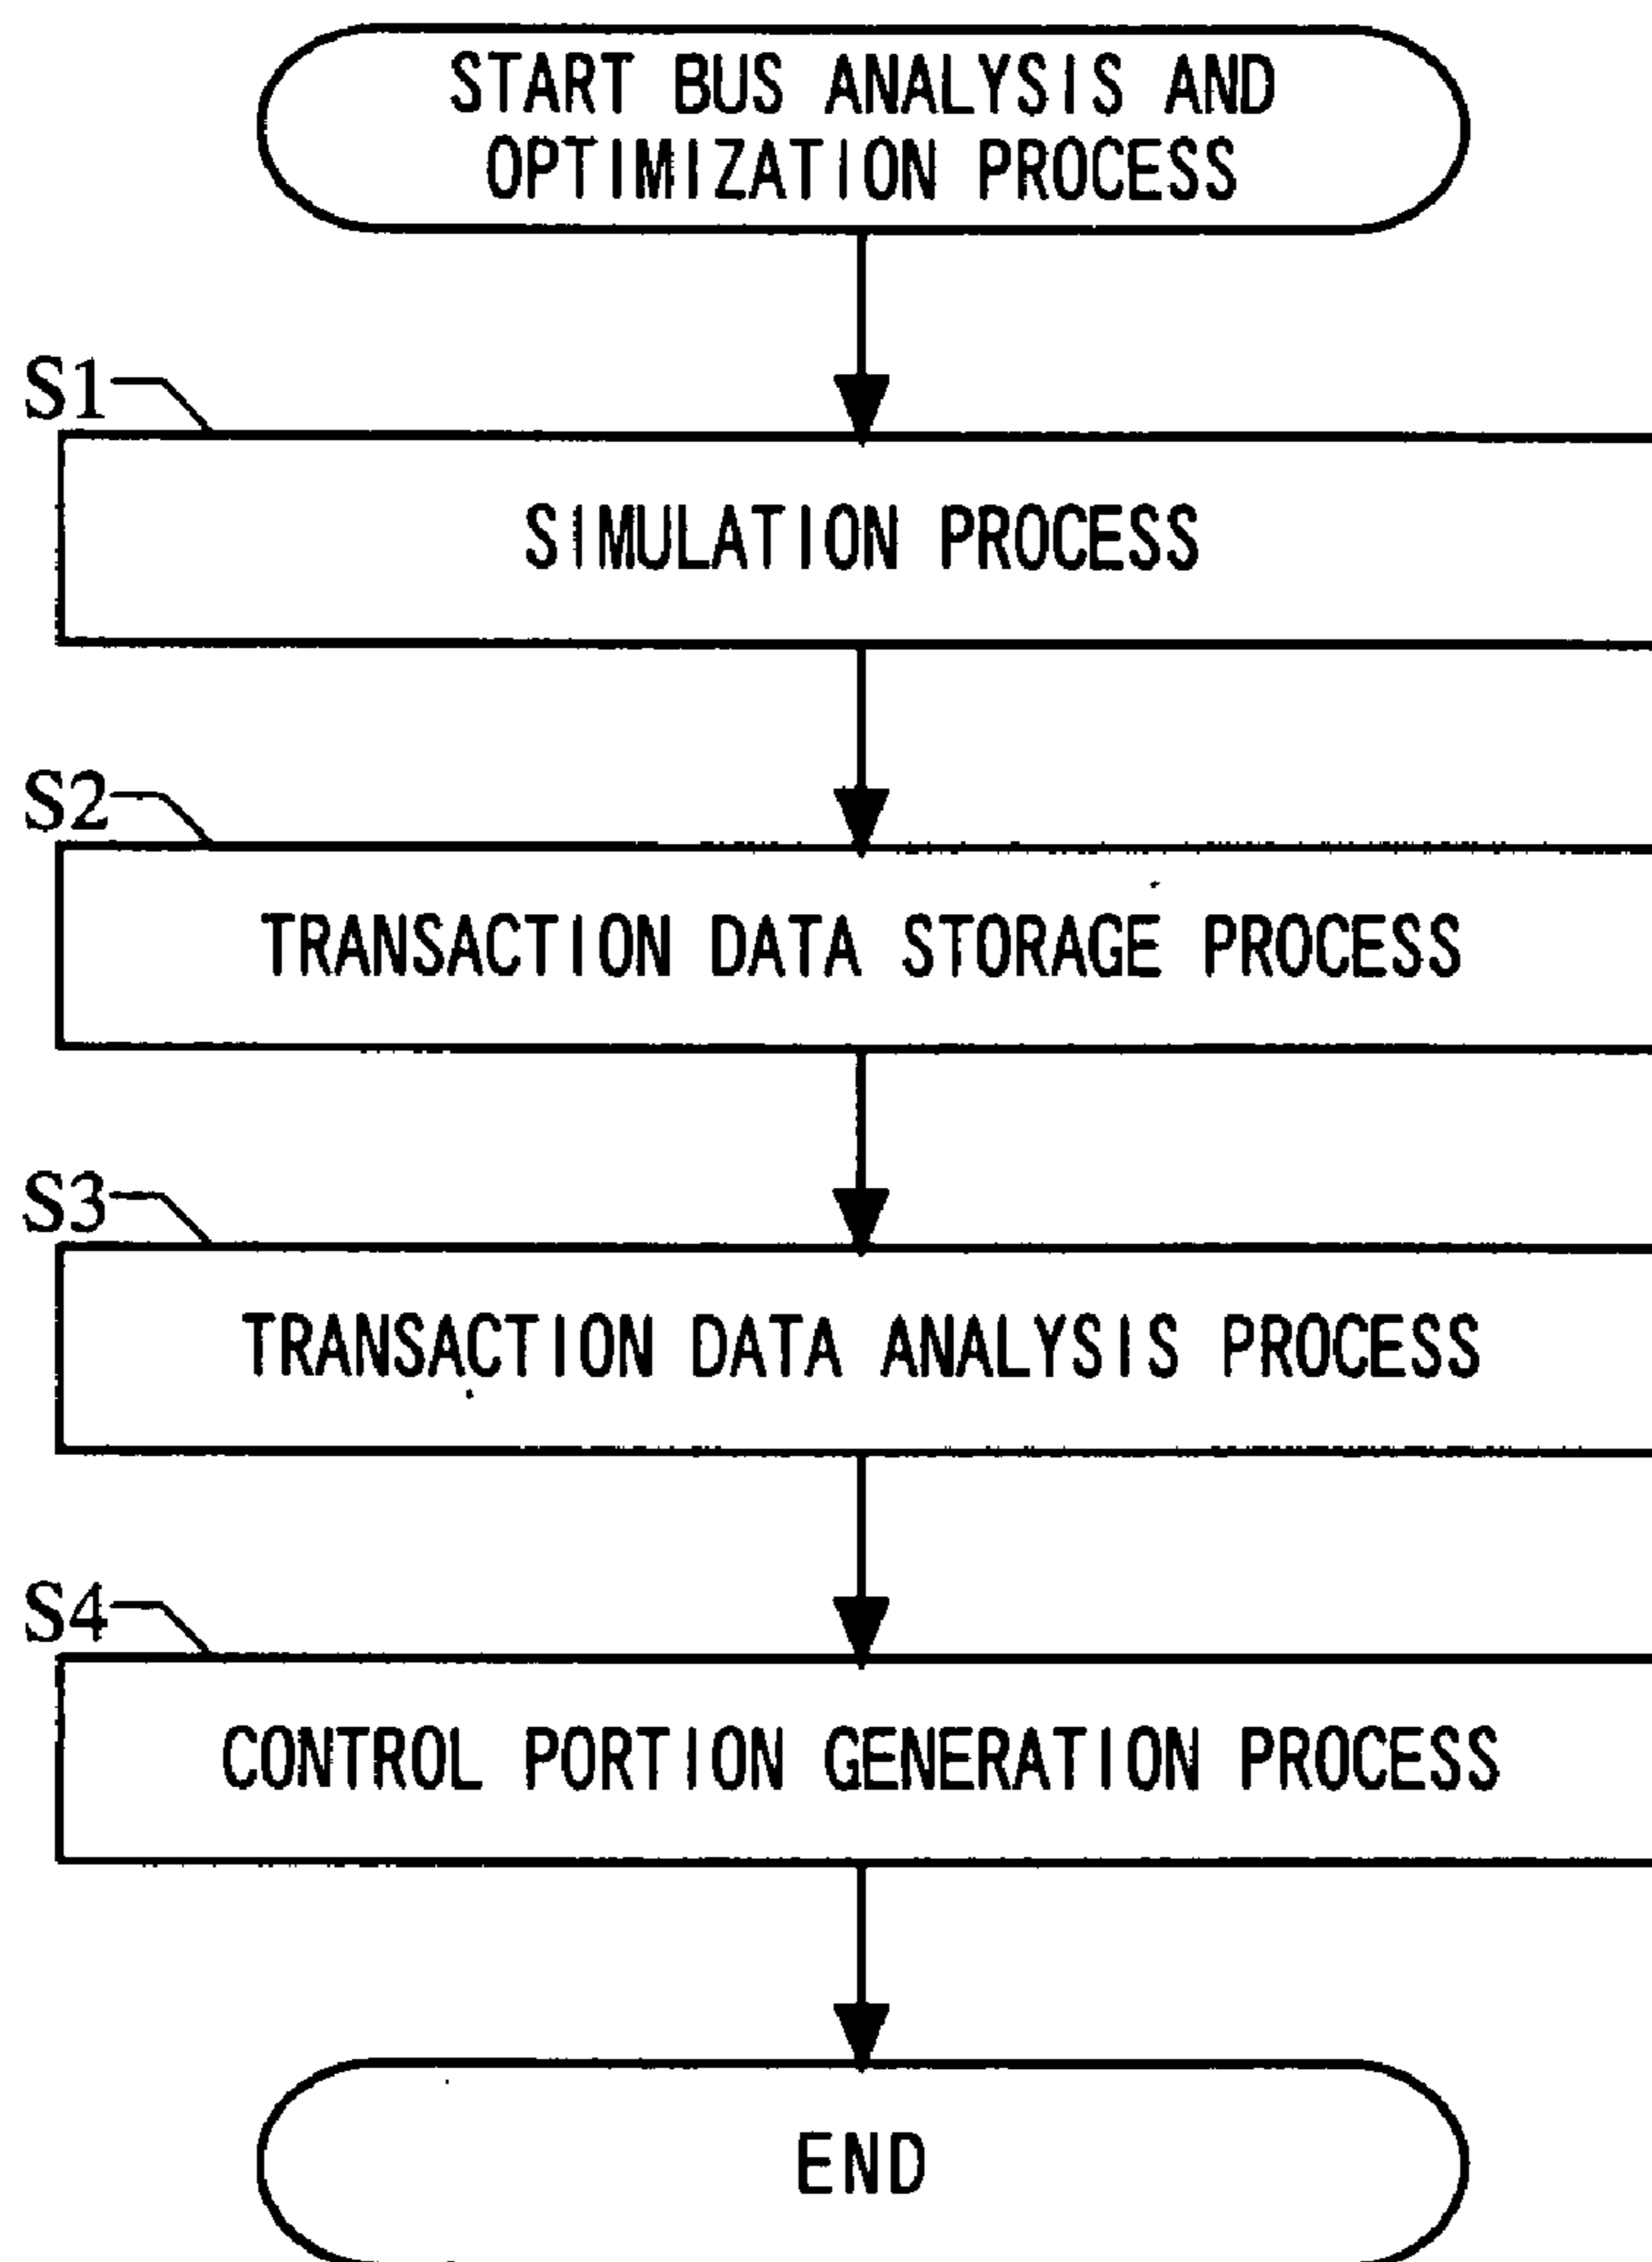 START BUS ANALYSIS AND
OPTIMIZATION PROCESS
S1
SIMULATION PROCESS
S2
TRANSACTION DATA STORAGE PROCESS
S3
TRANSACTION DATA ANALYSIS PROCESS
S4
CONTROL PORTION GENERATION PROCESS
END